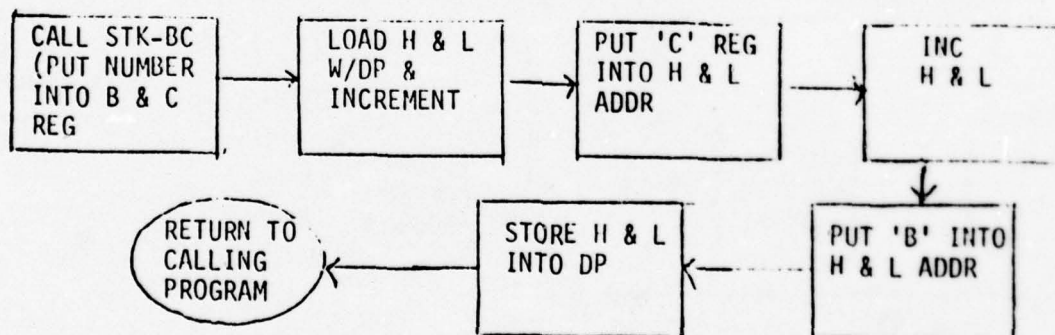 CALL STK-BC
(PUT NUMBER
INTO B & C
REG
LOAD H & L
W/DP &
INCREMENT
PUT 'C' REG
INTO H & L
ADDR
INC
H & L
PUT 'B' INTO
H & L ADDR
STORE H & L
INTO DP
RETURN TO
CALLING
PROGRAM